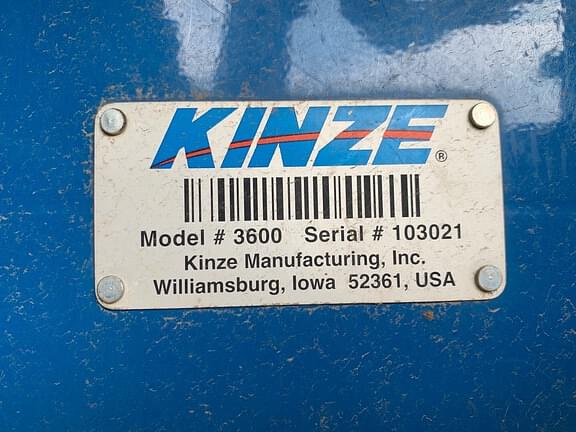 KINZE®
Model # 3600 Serial # 103021
Kinze Manufacturing, Inc.
Williamsburg, Iowa 52361, USA